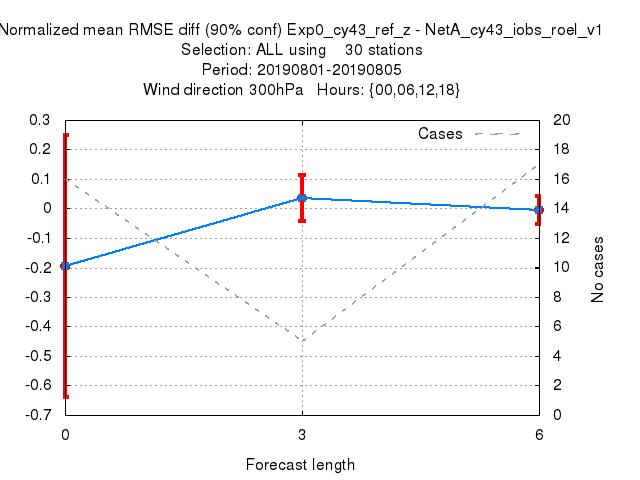 Normalized mean RMSE diff (90% conf) Exp0_cy43_ref_z - NetA_cy43_iobs_roel_v1
Selection: ALL using 30 stations
Period: 20190801-20190805
Wind direction 300hPa Hours: {00,06,12,18}
Cases
0.3
0.2
0.1
0
-0.1
-0.2
-0.3
-0.4
-0.5
-0.6
-0.7
20
18
16
14
12
10
8
6
4
2
0
No cases
0 3 6
Forecast length